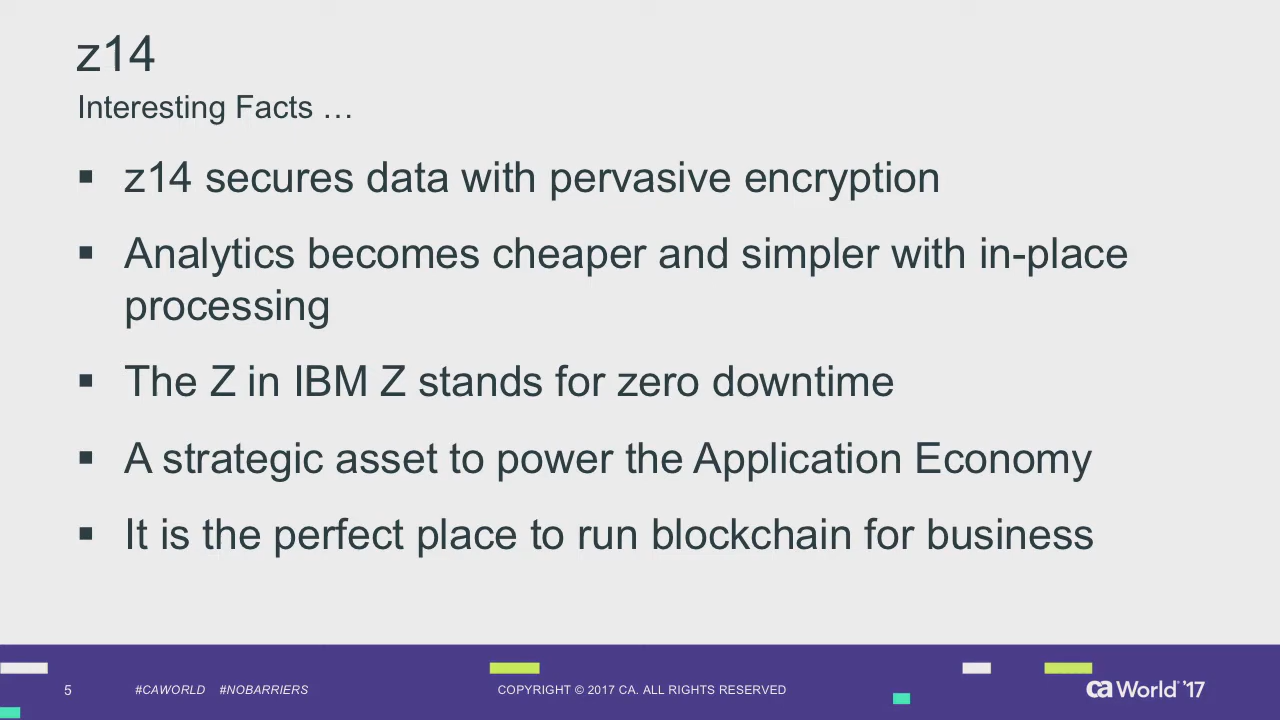 z14
Interesting Facts …
▪ z14 secures data with pervasive encryption
▪ Analytics becomes cheaper and simpler with in-place
processing
▪ The Z in IBM Z stands for zero downtime
▪ A strategic asset to power the Application Economy
▪ It is the perfect place to run blockchain for business
5 #CAWORLD #NOBARRIERS COPYRIGHT © 2017 CA. ALL RIGHTS RESERVED ca World '17